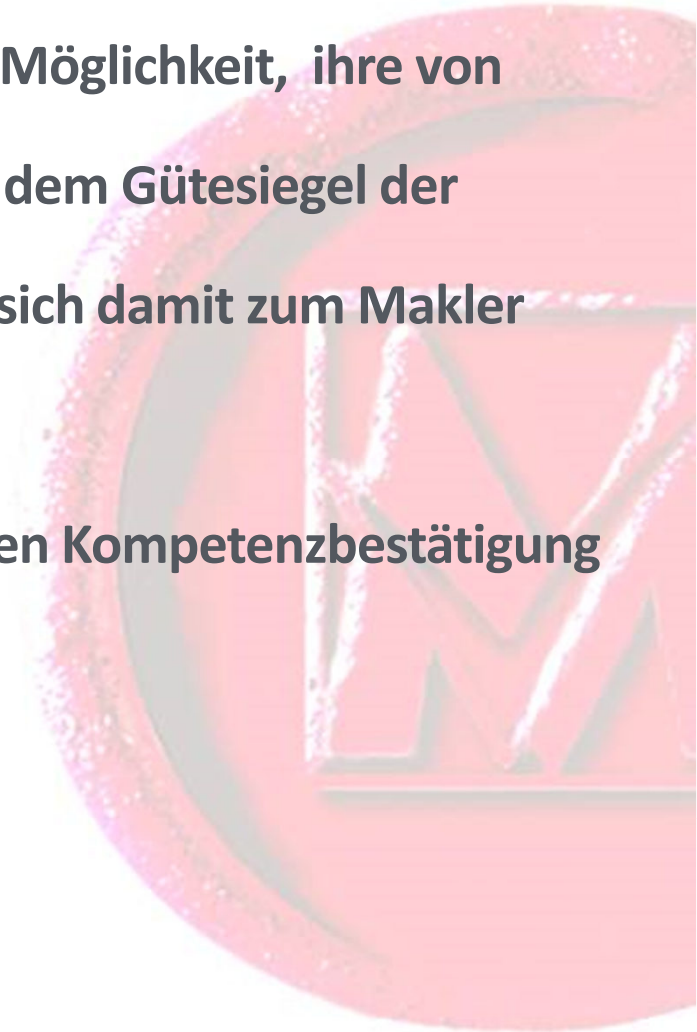 Möglichkeit, ihre von
dem Gütesiegel der
sich damit zum Makler
en Kompetenzbestätigung